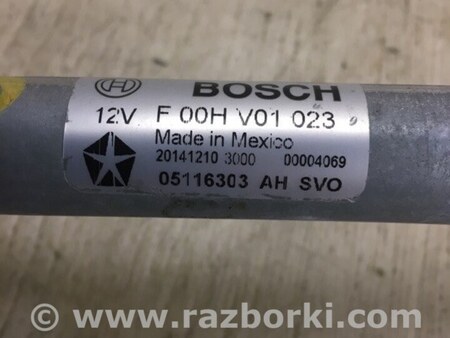 BOSCH
12V F 00H V01 023
Made in Mexico
20141210 3000 00004069
05116303 AH SVO
© www.razborki.com